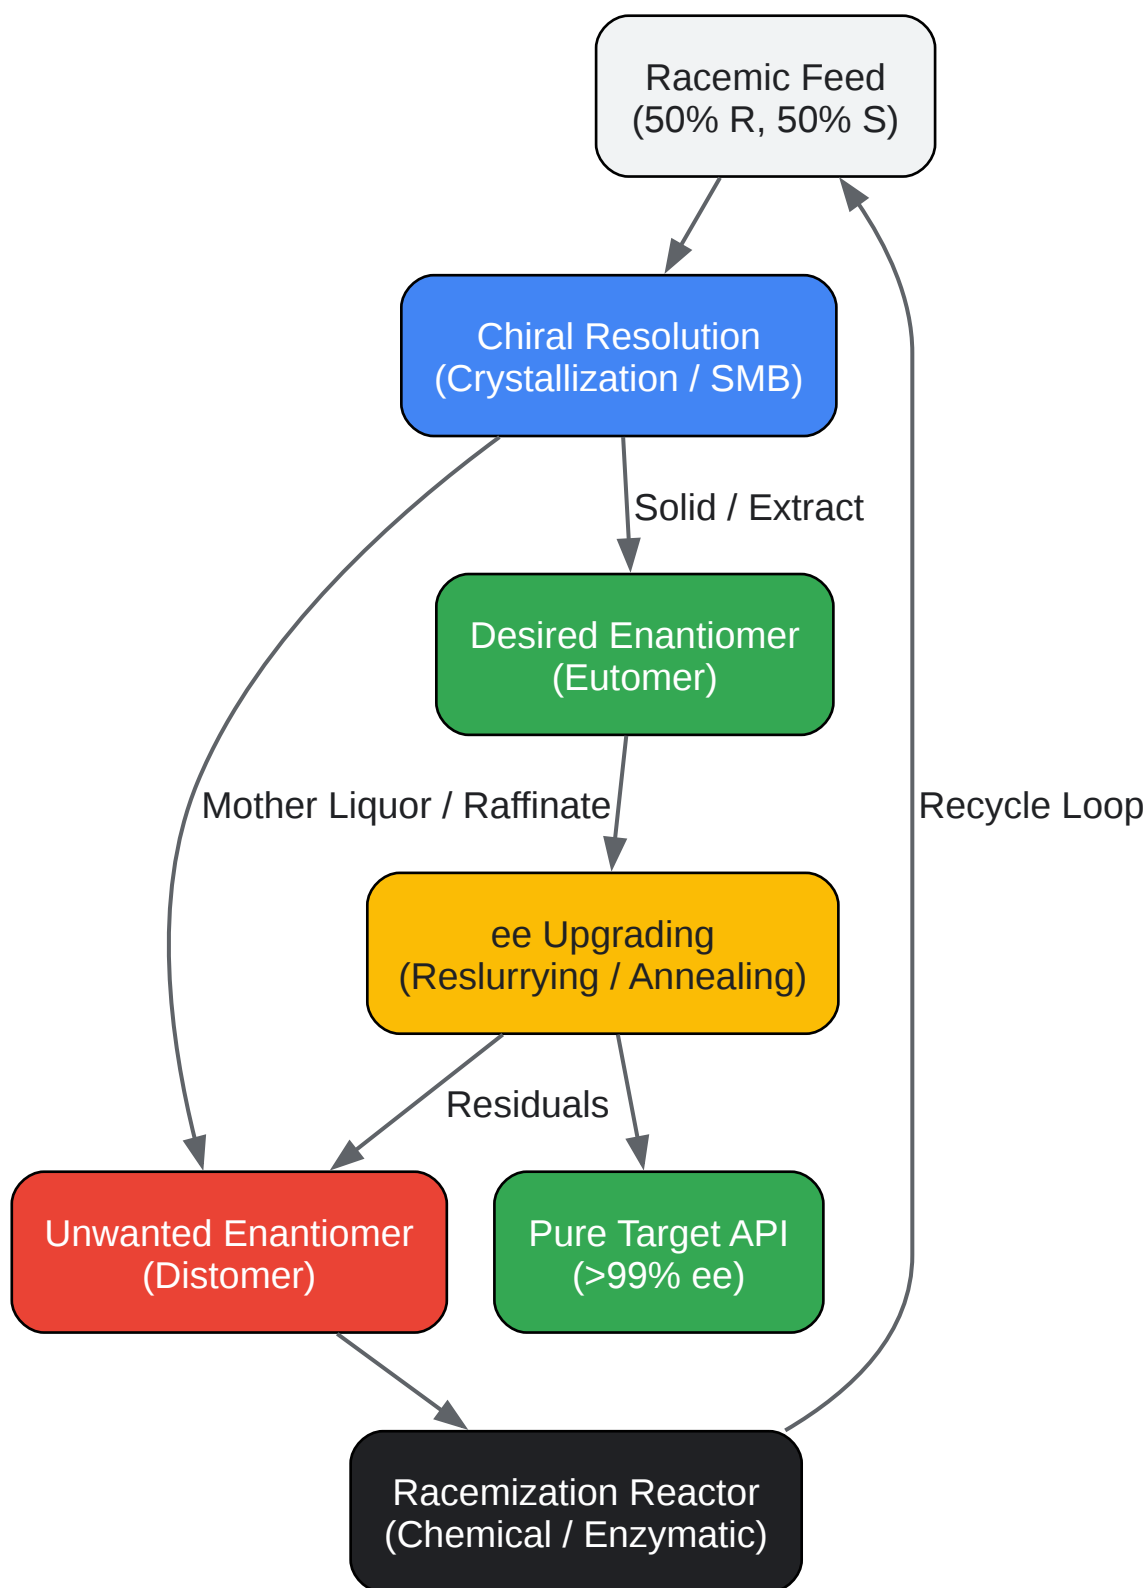 Racemic Feed
(50% R, 50% S)
Chiral Resolution
(Crystallization / SMB)
Solid / Extract
Desired Enantiomer
(Eutomer)
Mother Liquor / Raffinate
Recycle Loop
ee Upgrading
(Reslurrying / Annealing)
Residuals
Unwanted Enantiomer
(Distomer)
Pure Target API
(>99% ee)
Racemization Reactor
(Chemical / Enzymatic)